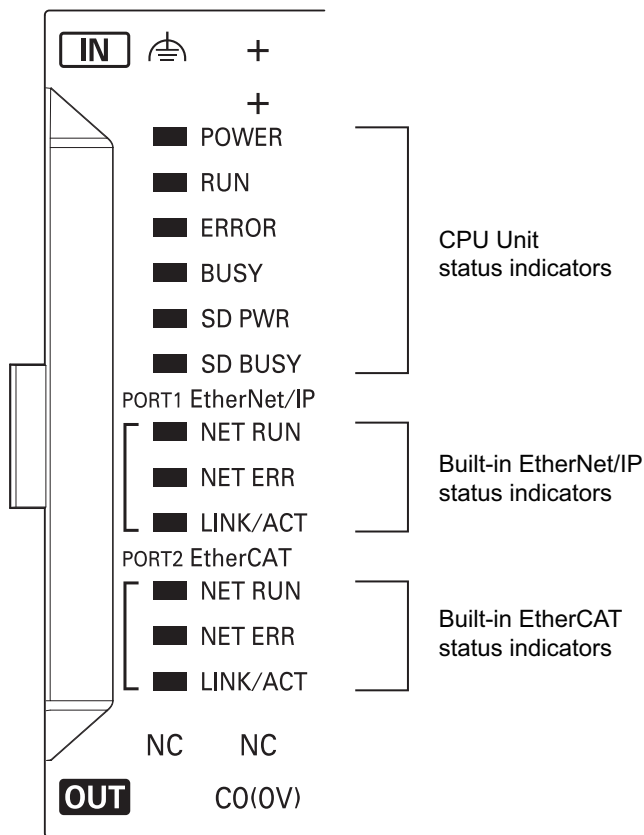 IN +
+
POWER
RUN
ERROR
BUSY
SD PWR
SD BUSY
CPU Unit
status indicators
PORT1 EtherNet/IP
NET RUN
NET ERR
LINK/ACT
Built-in EtherNet/IP
status indicators
PORT2 EtherCAT
NET RUN
NET ERR
LINK/ACT
Built-in EtherCAT
status indicators
NC NC
OUT C0(0V)